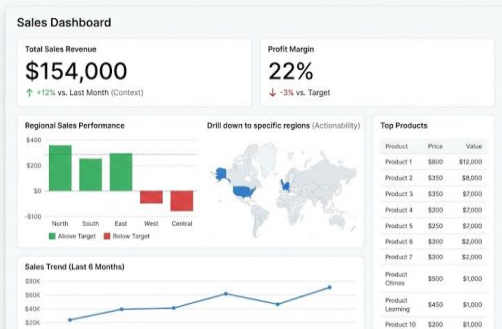 Sales Dashboard
Total Sales Revenue
$154,000
↑ +12% vs. Last Month (Context)
Profit Margin
22%
↓ -3% vs. Target
Regional Sales Performance
$400
$200
$0
-$100
North South East West Central
Above Target Below Target
Drill down to specific regions (Actionability)
Top Products
Product Price Value
Product 1 $800 $12,000
Product 2 $350 $8,000
Product 3 $350 $7,000
Product 4 $200 $7,000
Product 5 $250 $7,000
Product 6 $200 $2,000
Product 7 $200 $2,000
Product
$500 $1,000
Product
Learning
$450 $1,000
Product 10 $200 $1,000
Sales Trend (Last 6 Months)
$80K
$60K
$40K
$20K